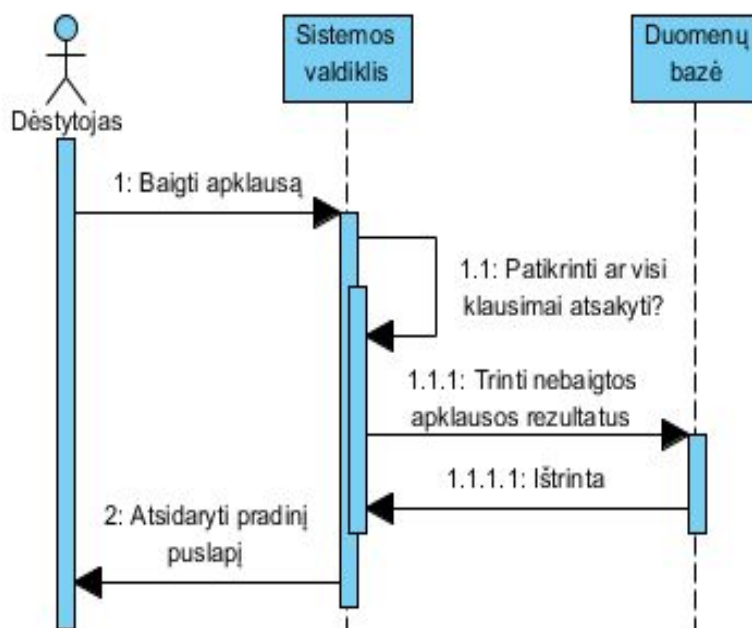 Dėstytojas
Sistemos
valdiklis
Duomenų
bazė
1: Baigti apklausą
1.1: Patikrinti ar visi
klausimai atsakyti?
1.1.1: Trinti nebaigtos
apklausos rezultatus
1.1.1.1: Ištrinta
2: Atsidaryti pradinį
puslapį